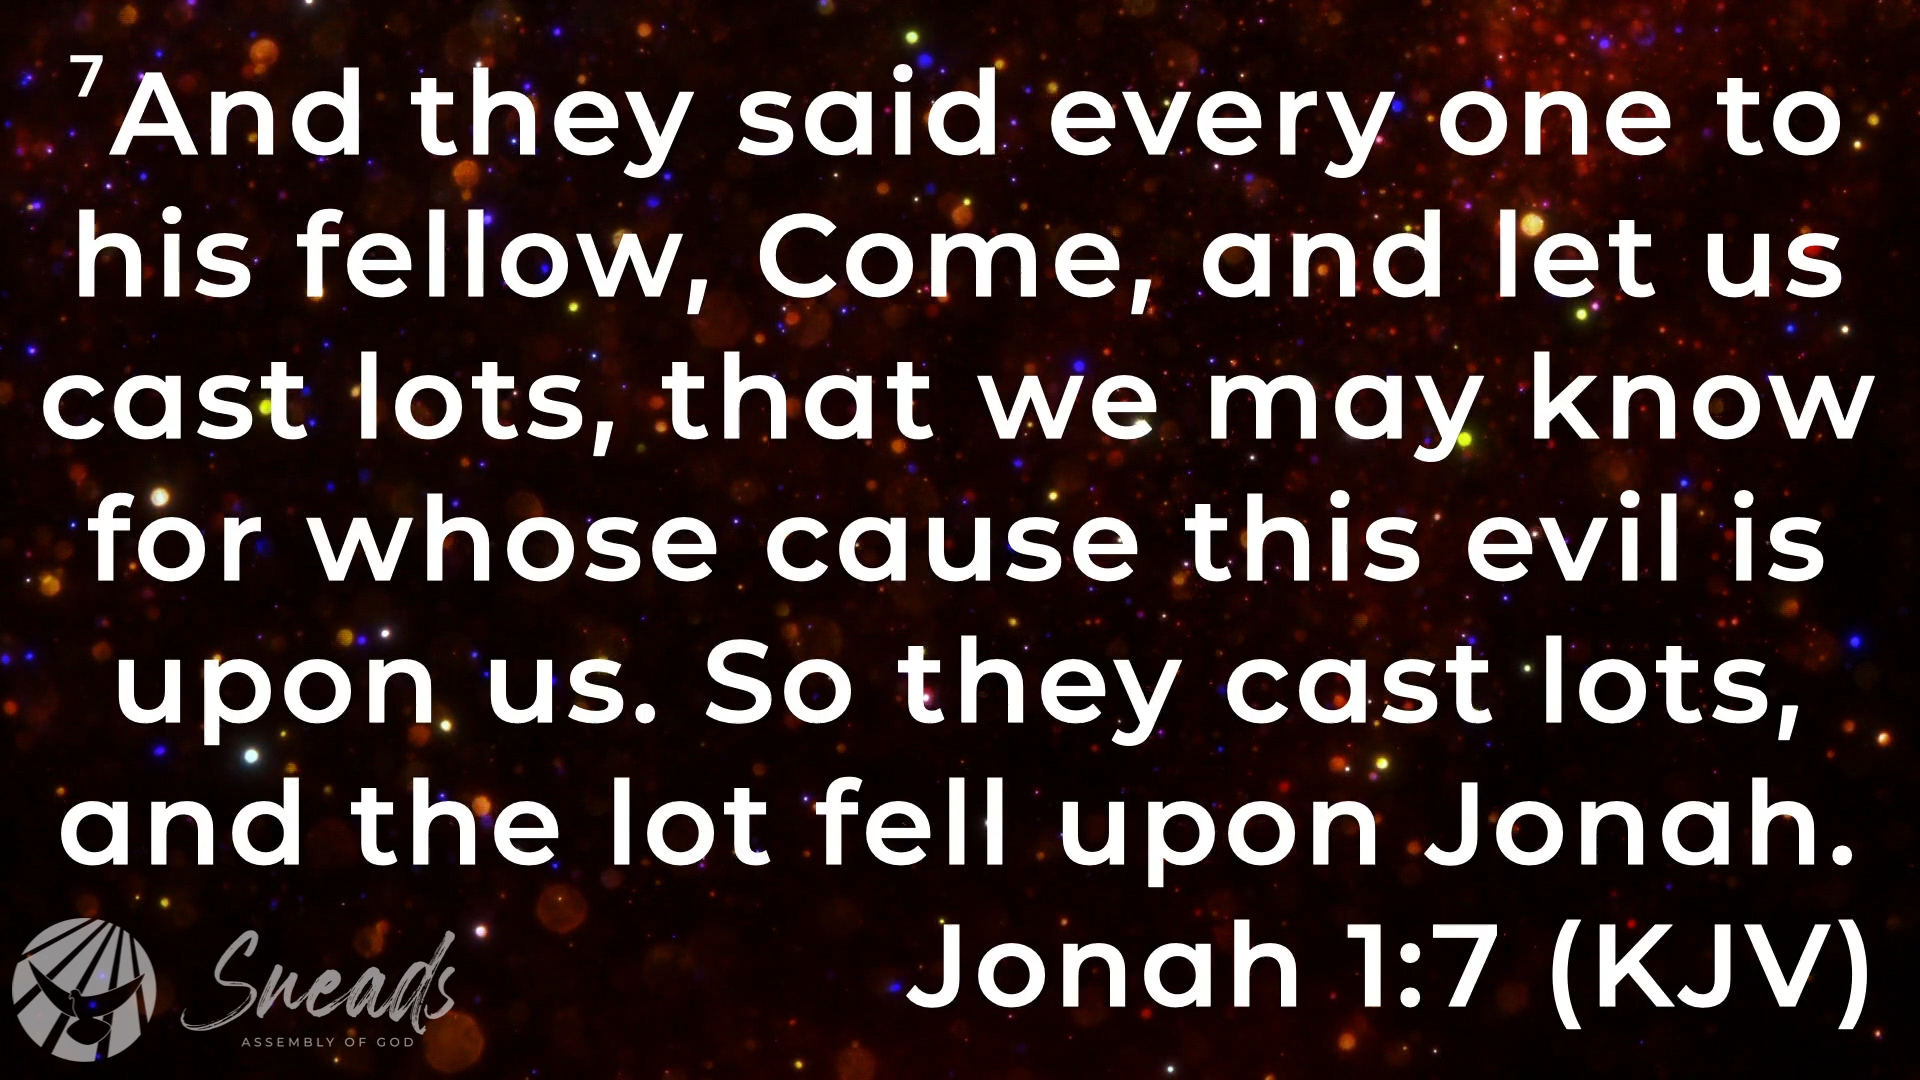 ⁷And they said every one to
his fellow, Come, and let us
cast lots, that we may know
for whose cause this evil is
upon us. So they cast lots,
and the lot fell upon Jonah.
Jonah 1:7 (KJV)
Sneads
ASSEMBLY OF GOD